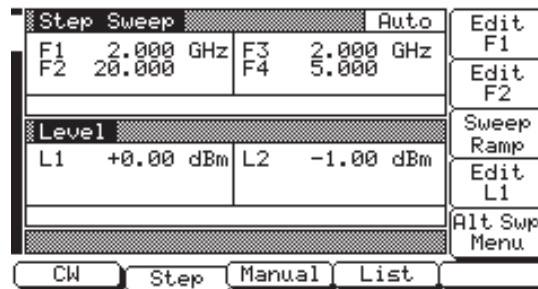 Step Sweep Auto
F1 2.000 GHz F3 2.000 GHz
F2 20.000 F4 5.000
Level
L1 +0.00 dBm L2 -1.00 dBm
Edit
F1
Edit
F2
Sweep
Ramp
Edit
L1
Alt Swp
Menu
CW Step Manual List